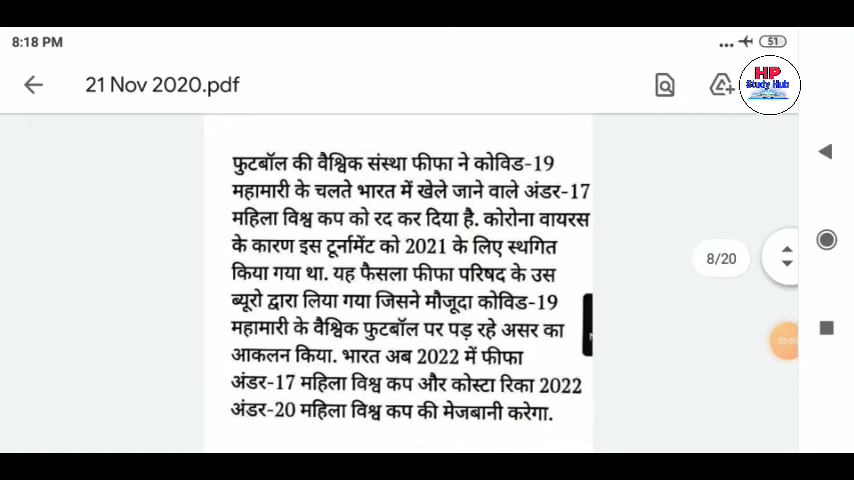 8:18 PM
51
21 Nov 2020.pdf
HP
Study Hub
फुटबॉल की वैश्विक संस्था फीफा ने कोविड-19
महामारी के चलते भारत में खेले जाने वाले अंडर-17
महिला विश्व कप को रद कर दिया है. कोरोना वायरस
के कारण इस टूर्नामेंट को 2021 के लिए स्थगित
किया गया था. यह फैसला फीफा परिषद के उस
ब्यूरो द्वारा लिया गया जिसने मौजूदा कोविड-19
महामारी के वैश्विक फुटबॉल पर पड़ रहे असर का
आकलन किया. भारत अब 2022 में फीफा
अंडर-17 महिला विश्व कप और कोस्टा रिका 2022
अंडर-20 महिला विश्व कप की मेजबानी करेगा.
8/20